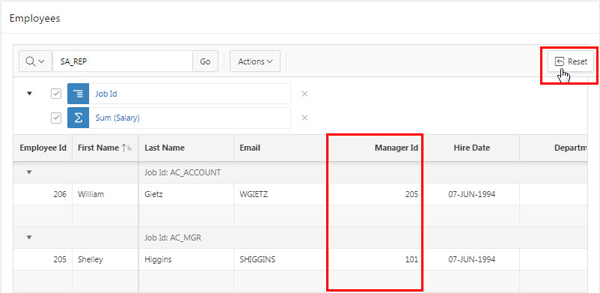 Employees
SA_REP Go Actions Reset
Job Id
Sum (Salary)
Employee Id First Name Last Name Email Manager Id Hire Date Departm
Job Id: AC_ACCOUNT
206 William Gietz WGIETZ 205 07-JUN-1994
Job Id: AC_MGR
205 Shelley Higgins SHIGGINS 101 07-JUN-1994